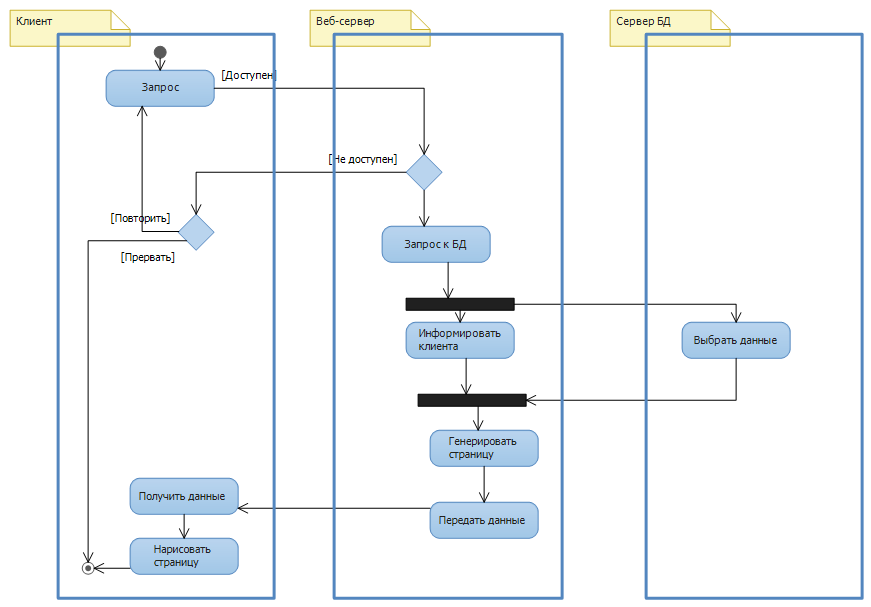 Клиент
Веб-сервер
Сервер БД
[Доступен]
Запрос
[Не доступен]
[Повторить]
[Прервать]
Запрос к БД
Информировать
клиента
Выбрать данные
Генерировать
страницу
Получить данные
Передать данные
Нарисовать
страницу